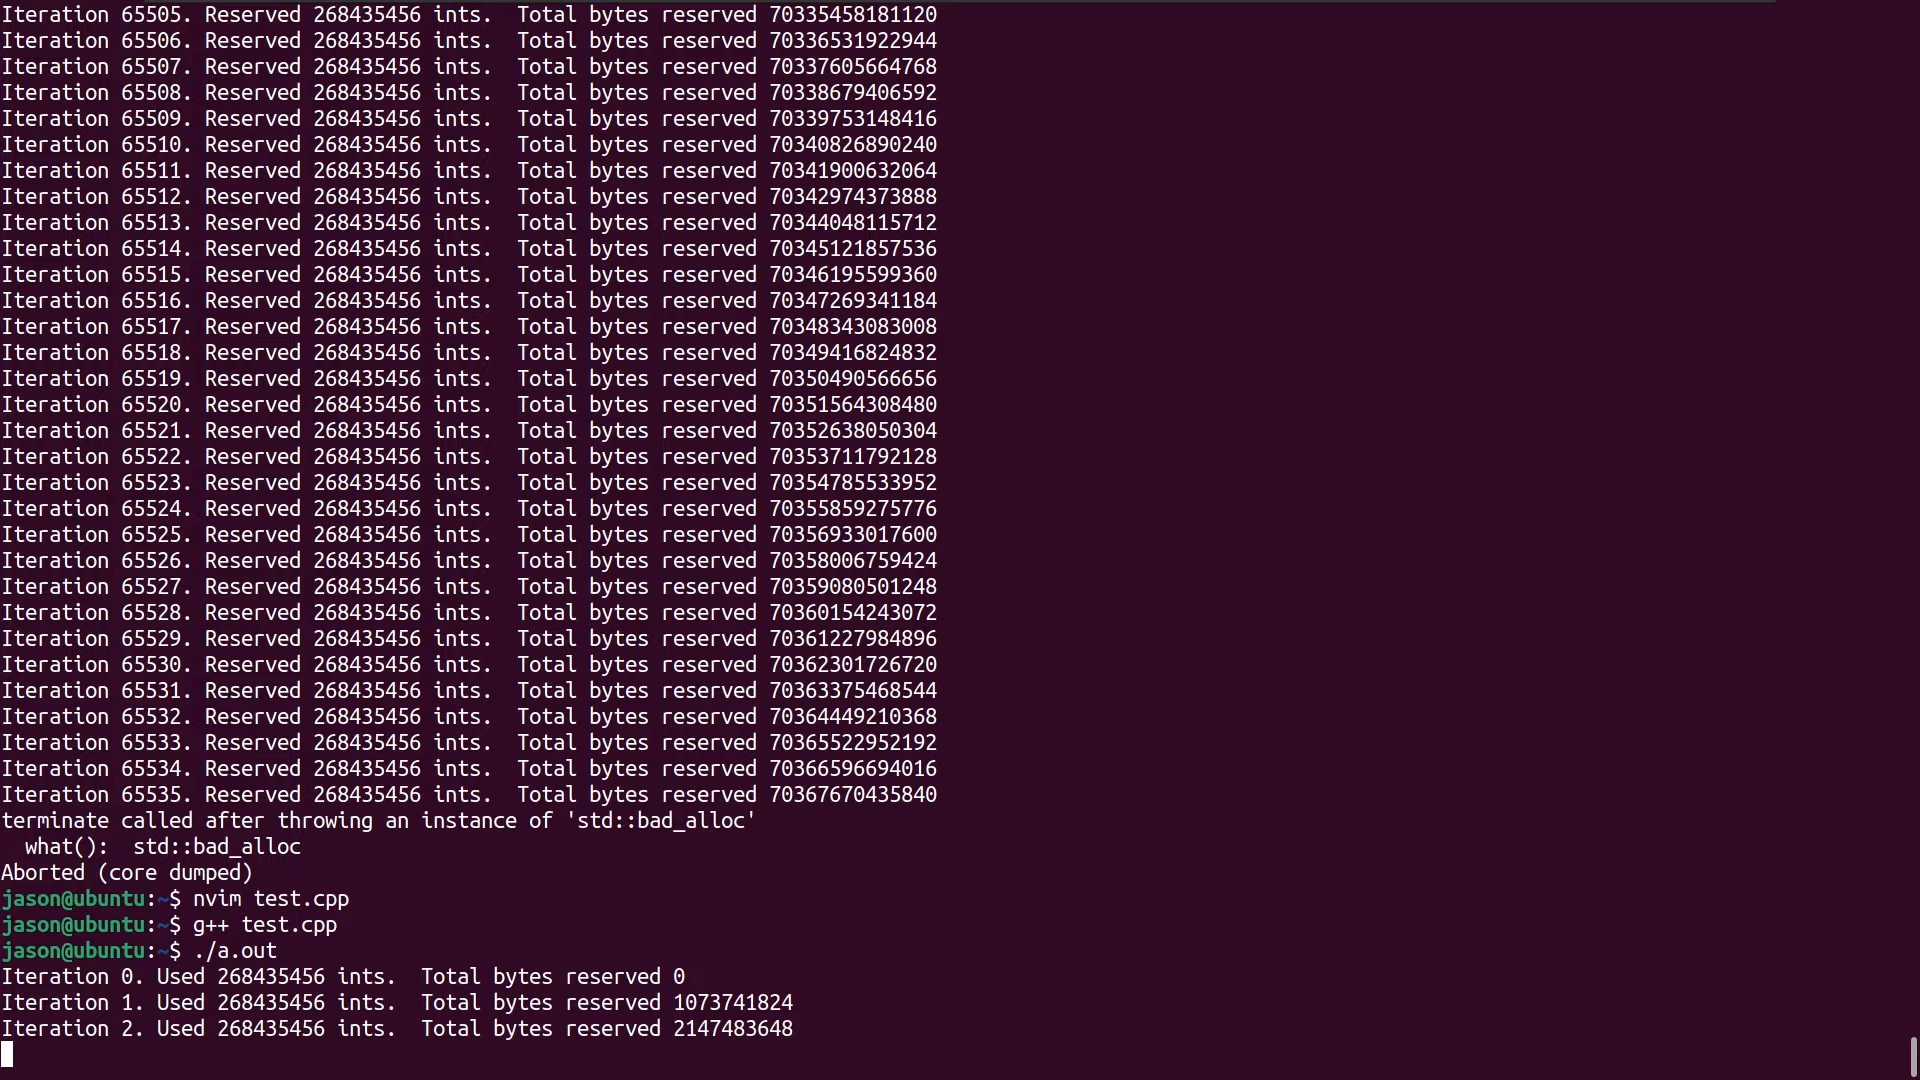 Iteration 65505. Reserved 268435456 ints.  Total bytes reserved 70335458181120
Iteration 65506. Reserved 268435456 ints.  Total bytes reserved 70336531922944
Iteration 65507. Reserved 268435456 ints.  Total bytes reserved 70337605664768
Iteration 65508. Reserved 268435456 ints.  Total bytes reserved 70338679406592
Iteration 65509. Reserved 268435456 ints.  Total bytes reserved 70339753148416
Iteration 65510. Reserved 268435456 ints.  Total bytes reserved 70340826890240
Iteration 65511. Reserved 268435456 ints.  Total bytes reserved 70341900632064
Iteration 65512. Reserved 268435456 ints.  Total bytes reserved 70342974373888
Iteration 65513. Reserved 268435456 ints.  Total bytes reserved 70344048115712
Iteration 65514. Reserved 268435456 ints.  Total bytes reserved 70345121857536
Iteration 65515. Reserved 268435456 ints.  Total bytes reserved 70346195599360
Iteration 65516. Reserved 268435456 ints.  Total bytes reserved 70347269341184
Iteration 65517. Reserved 268435456 ints.  Total bytes reserved 70348343083008
Iteration 65518. Reserved 268435456 ints.  Total bytes reserved 70349416824832
Iteration 65519. Reserved 268435456 ints.  Total bytes reserved 70350490566656
Iteration 65520. Reserved 268435456 ints.  Total bytes reserved 70351564308480
Iteration 65521. Reserved 268435456 ints.  Total bytes reserved 70352638050304
Iteration 65522. Reserved 268435456 ints.  Total bytes reserved 70353711792128
Iteration 65523. Reserved 268435456 ints.  Total bytes reserved 70354785533952
Iteration 65524. Reserved 268435456 ints.  Total bytes reserved 70355859275776
Iteration 65525. Reserved 268435456 ints.  Total bytes reserved 70356933017600
Iteration 65526. Reserved 268435456 ints.  Total bytes reserved 70358006759424
Iteration 65527. Reserved 268435456 ints.  Total bytes reserved 70359080501248
Iteration 65528. Reserved 268435456 ints.  Total bytes reserved 70360154243072
Iteration 65529. Reserved 268435456 ints.  Total bytes reserved 70361227984896
Iteration 65530. Reserved 268435456 ints.  Total bytes reserved 70362301726720
Iteration 65531. Reserved 268435456 ints.  Total bytes reserved 70363375468544
Iteration 65532. Reserved 268435456 ints.  Total bytes reserved 70364449210368
Iteration 65533. Reserved 268435456 ints.  Total bytes reserved 70365522952192
Iteration 65534. Reserved 268435456 ints.  Total bytes reserved 70366596694016
Iteration 65535. Reserved 268435456 ints.  Total bytes reserved 70367670435840
terminate called after throwing an instance of 'std::bad_alloc'
  what():  std::bad_alloc
Aborted (core dumped)
jason@ubuntu:~$ nvim test.cpp
jason@ubuntu:~$ g++ test.cpp
jason@ubuntu:~$ ./a.out
Iteration 0. Used 268435456 ints.  Total bytes reserved 0
Iteration 1. Used 268435456 ints.  Total bytes reserved 1073741824
Iteration 2. Used 268435456 ints.  Total bytes reserved 2147483648